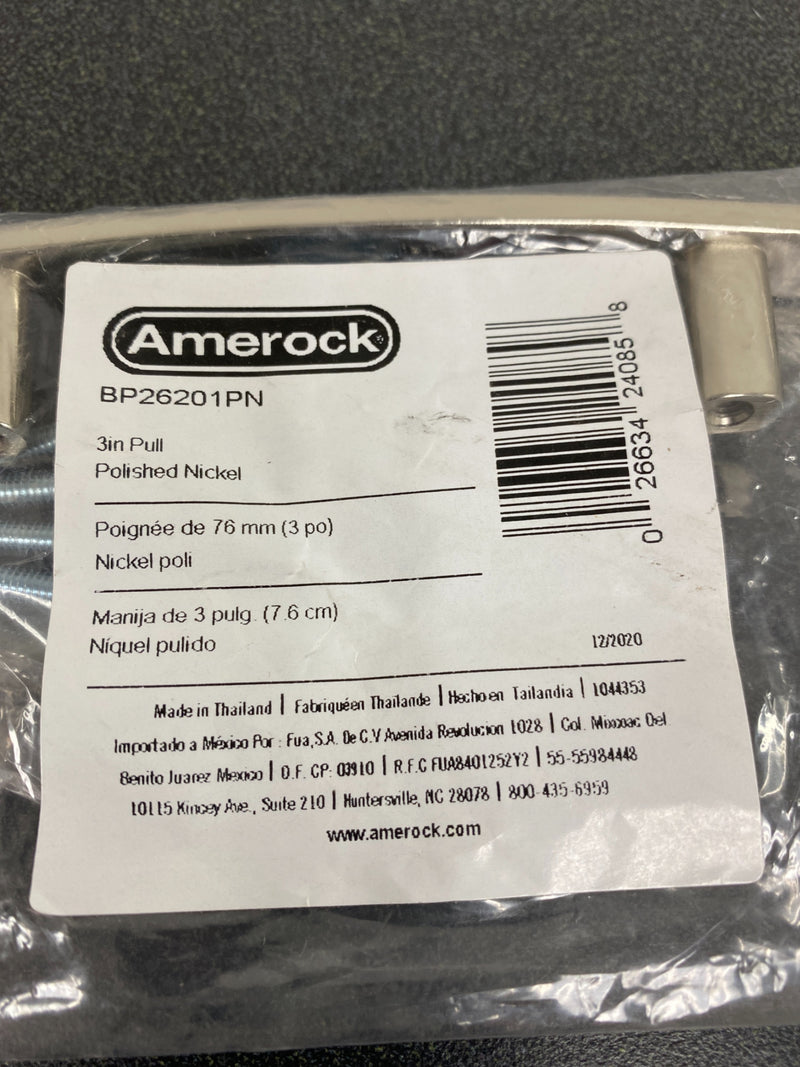 Amerock
BP26201PN
3in Pull
Polished Nickel
Poignée de 76 mm (3 po)
Nickel poli
Manija de 3 pulg. (7.6 cm)
Níquel pulido
0 26634 24085 8
12/2020
Made in Thailand | Fabriquéen Thaïlande | Hecho en Tailandia | 1044353
Importado a México Por : Fua,S.A. De C.V Avenida Revolucion 1028 | Col. Mixcoac Del.
Benito Juarez Mexico | D.F. CP: 03910 | R.F.C FUA8401252Y2 | 55-55984448
10115 Kincey Ave., Suite 210 | Huntersville, NC 28078 | 800-435-6959
www.amerock.com